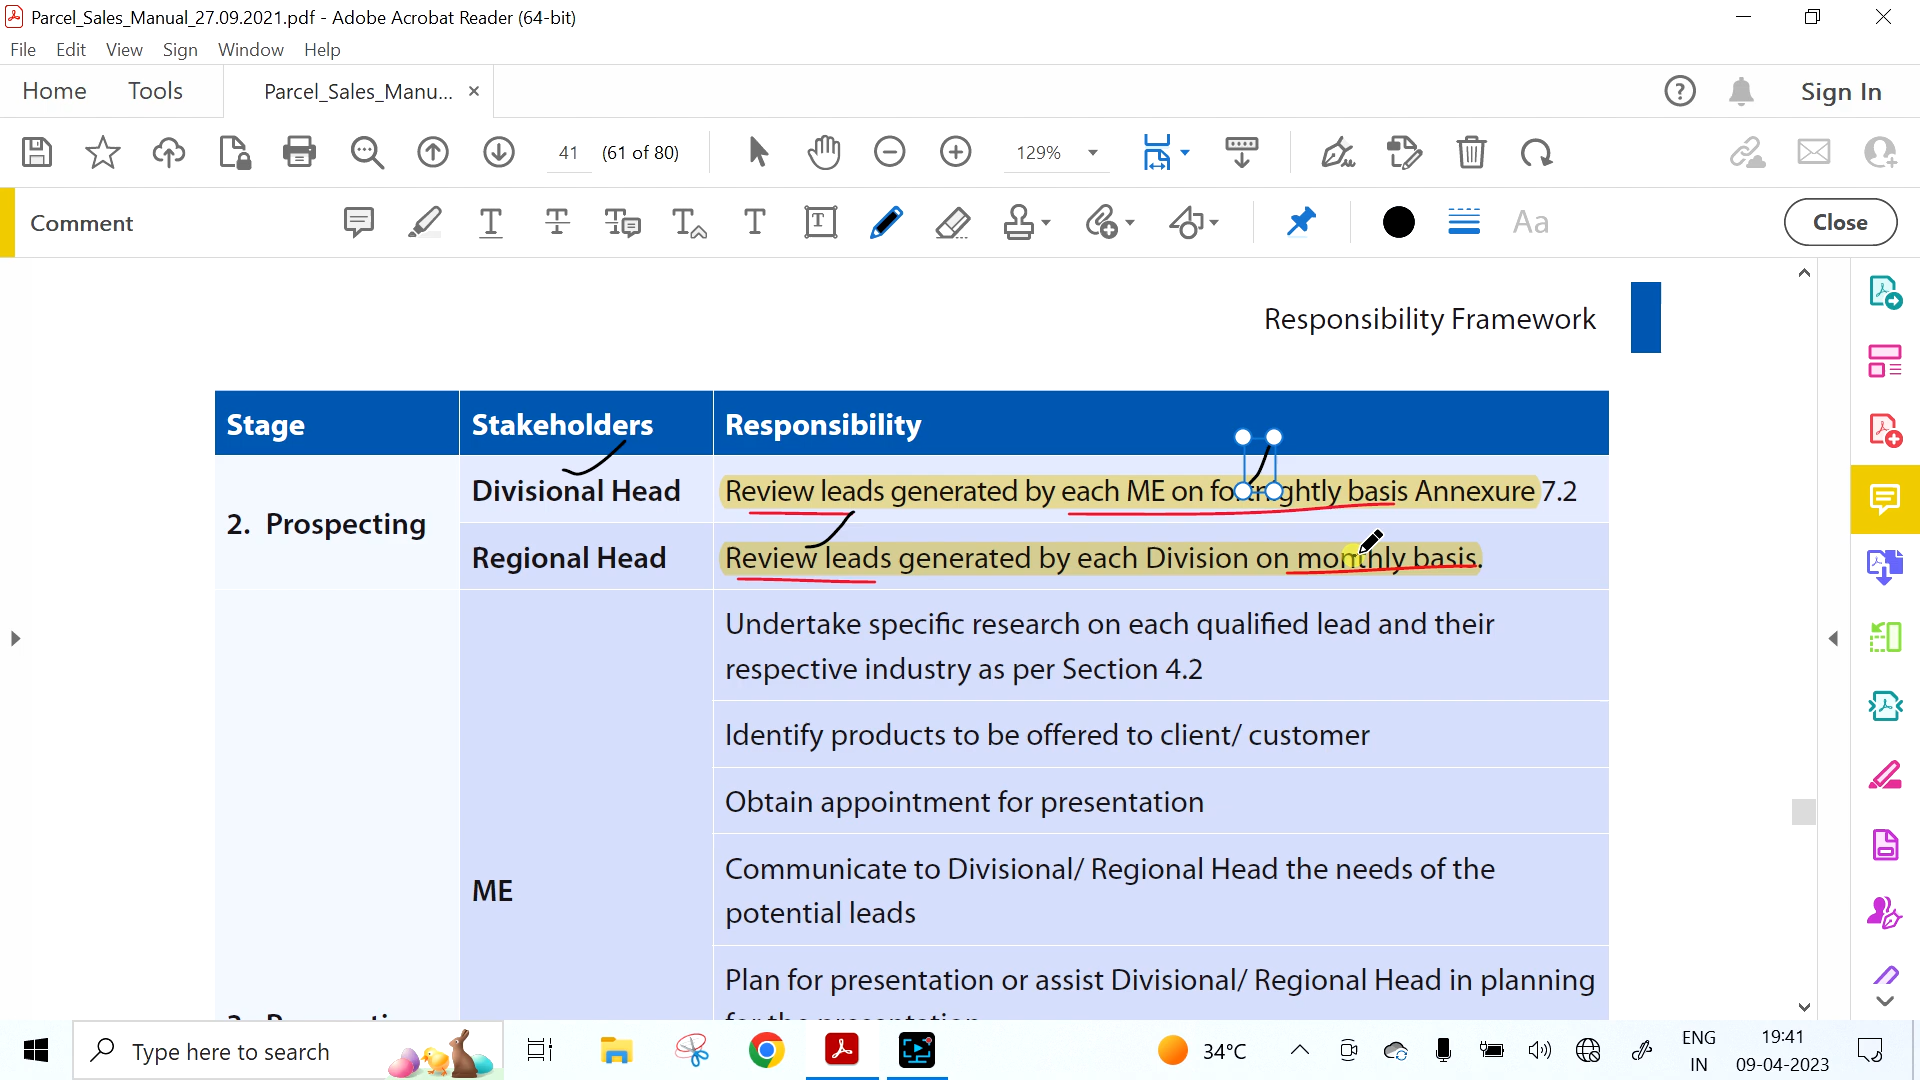 Parcel_Sales_Manual_27.09.2021.pdf - Adobe Acrobat Reader (64-bit)
File Edit View Sign Window Help
Home Tools Parcel_Sales_Manu... × Sign In
41 (61 of 80) 129%
Comment Aa Close
Responsibility Framework
Stage Stakeholders Responsibility
2. Prospecting
Divisional Head Review leads generated by each ME on fortnightly basis Annexure 7.2
Regional Head Review leads generated by each Division on monthly basis.
ME
Undertake specific research on each qualified lead and their
respective industry as per Section 4.2
Identify products to be offered to client/ customer
Obtain appointment for presentation
Communicate to Divisional/ Regional Head the needs of the
potential leads
Plan for presentation or assist Divisional/ Regional Head in planning
for the presentation
Type here to search
34°C
ENG
IN
19:41
09-04-2023